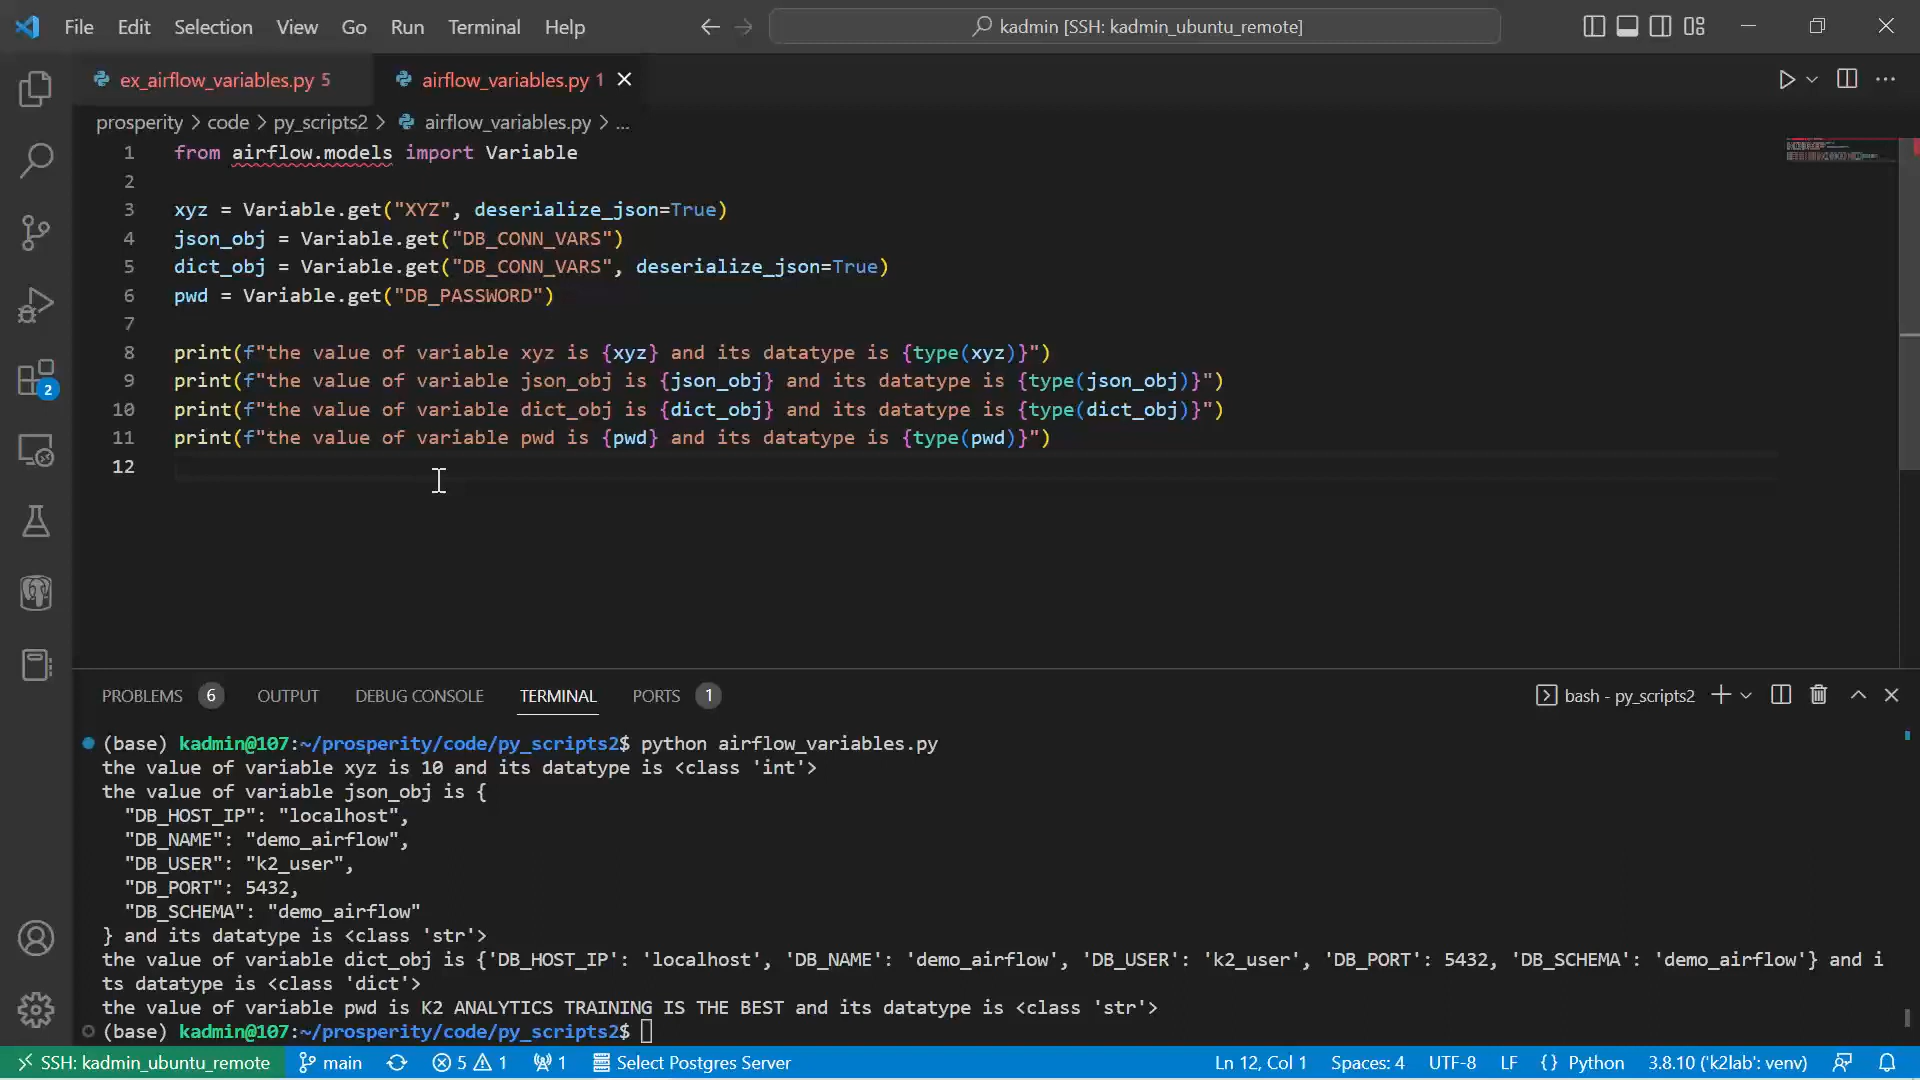 File Edit Selection View Go Run Terminal Help kadmin [SSH: kadmin_ubuntu_remote]
ex_airflow_variables.py 5 airflow_variables.py 1
prosperity > code > py_scripts2 > airflow_variables.py > ...
1 from airflow.models import Variable
2
3 xyz = Variable.get("XYZ", deserialize_json=True)
4 json_obj = Variable.get("DB_CONN_VARS")
5 dict_obj = Variable.get("DB_CONN_VARS", deserialize_json=True)
6 pwd = Variable.get("DB_PASSWORD")
7
8 print(f"the value of variable xyz is {xyz} and its datatype is {type(xyz)}")
9 print(f"the value of variable json_obj is {json_obj} and its datatype is {type(json_obj)}")
10 print(f"the value of variable dict_obj is {dict_obj} and its datatype is {type(dict_obj)}")
11 print(f"the value of variable pwd is {pwd} and its datatype is {type(pwd)}")
12
2
PROBLEMS 6 OUTPUT DEBUG CONSOLE TERMINAL PORTS 1 bash - py_scripts2
(base) kadmin@107:~/prosperity/code/py_scripts2$ python airflow_variables.py
the value of variable xyz is 10 and its datatype is <class 'int'>
the value of variable json_obj is {
"DB_HOST_IP": "localhost",
"DB_NAME": "demo_airflow",
"DB_USER": "k2_user",
"DB_PORT": 5432,
"DB_SCHEMA": "demo_airflow"
} and its datatype is <class 'str'>
the value of variable dict_obj is {'DB_HOST_IP': 'localhost', 'DB_NAME': 'demo_airflow', 'DB_USER': 'k2_user', 'DB_PORT': 5432, 'DB_SCHEMA': 'demo_airflow'} and i
ts datatype is <class 'dict'>
the value of variable pwd is K2 ANALYTICS TRAINING IS THE BEST and its datatype is <class 'str'>
(base) kadmin@107:~/prosperity/code/py_scripts2$
SSH: kadmin_ubuntu_remote main 5 1 1 Select Postgres Server Ln 12, Col 1 Spaces: 4 UTF-8 LF {} Python 3.8.10 ('k2lab': venv)